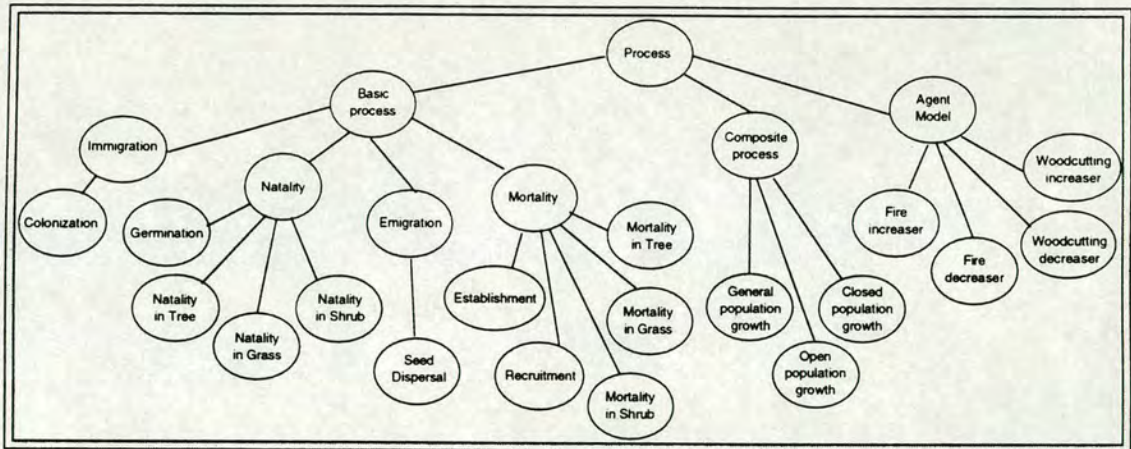 Process
Basic
process
Agent
Model
Composite
process
Immigration
Woodcutting
increaser
Natality
Mortality
Colonization
Germination
Emigration
Mortality
in Tree
Fire
increaser
Woodcutting
decreaser
Fire
decreaser
Natality
in Tree
Natality
in Shrub
Establishment
Mortality
in Grass
General
population
growth
Closed
population
growth
Natality
in Grass
Seed
Dispersal
Recruitment
Open
population
growth
Mortality
in Shrub